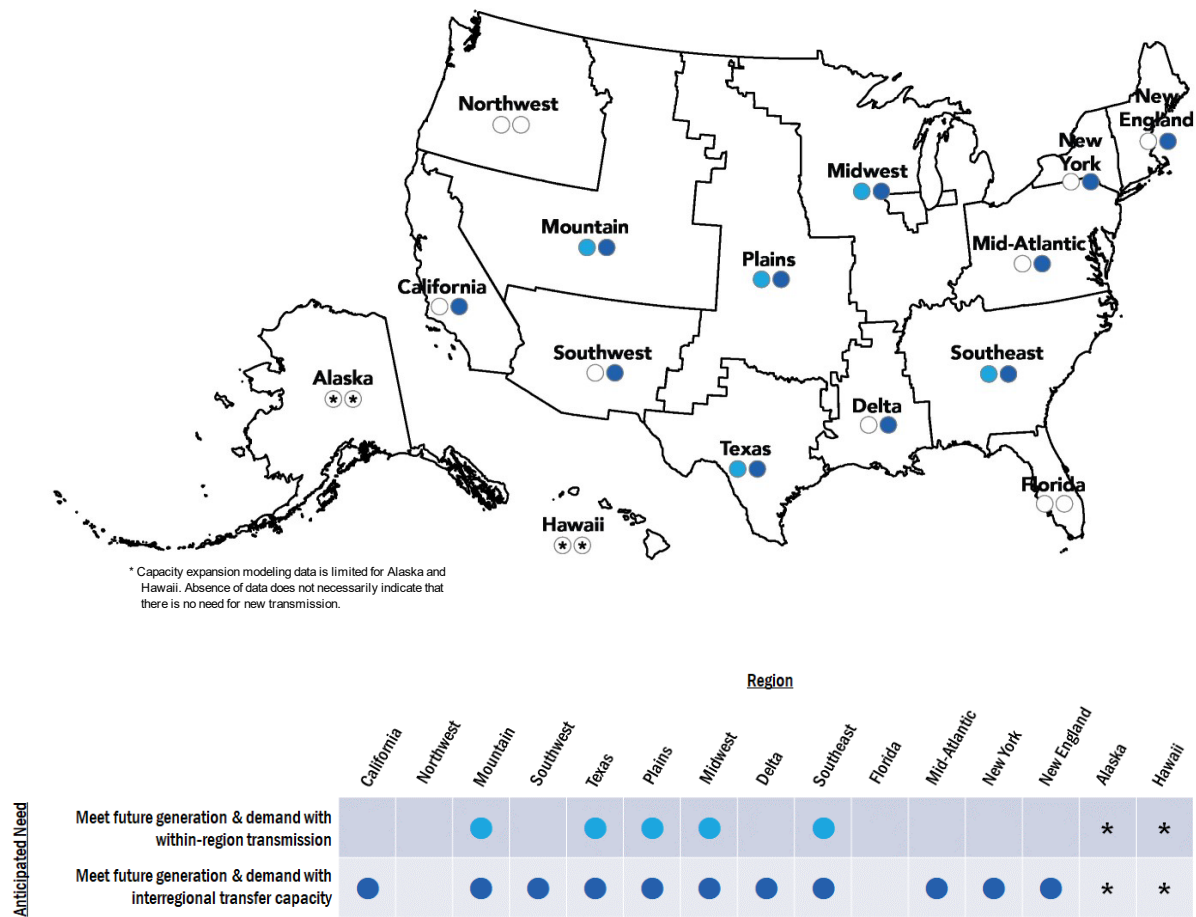 Northwest
New
England
New
York
Midwest
Mountain
Mid-Atlantic
Plains
California
Southwest
Southeast
Alaska
* *
Delta
Texas
Florida
Hawaii
* *
* Capacity expansion modeling data is limited for Alaska and
Hawaii. Absence of data does not necessarily indicate that
there is no need for new transmission.
Region
California
Northwest
Mountain
Southwest
Texas
Plains
Midwest
Delta
Southeast
Florida
Mid-Atlantic
New York
New England
Alaska
Hawaii
Anticipated Need
Meet future generation & demand with
within-region transmission
* *
Meet future generation & demand with
interregional transfer capacity
* *